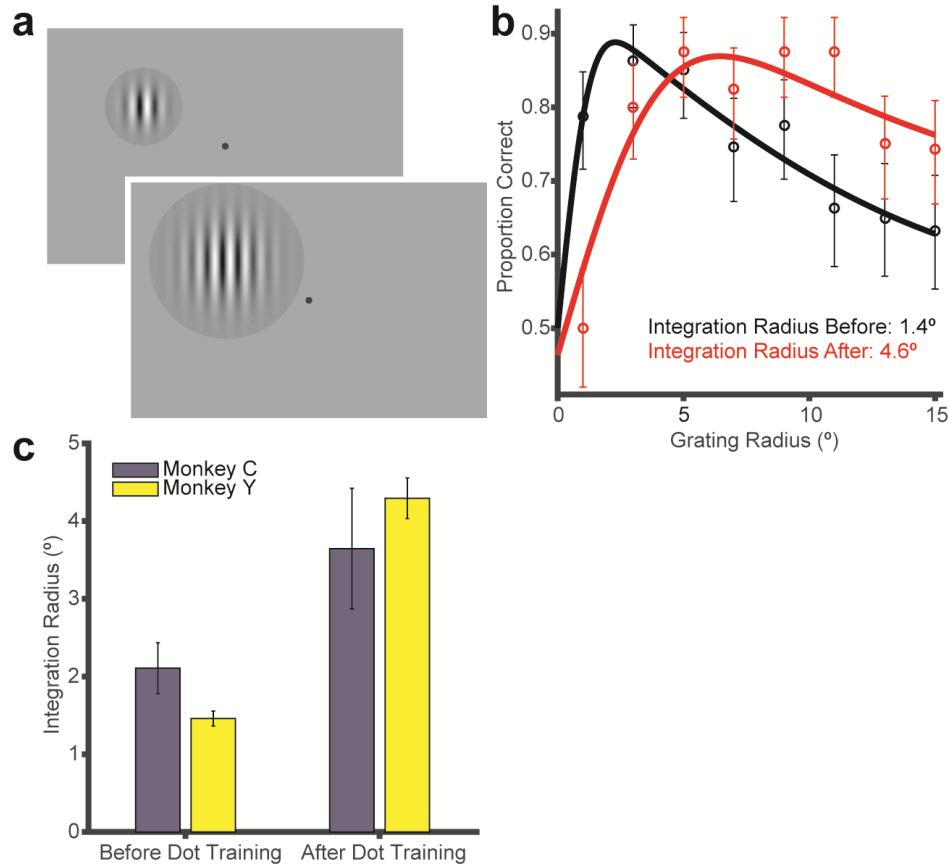 a
b
0.9
0.8
0.7
0.6
0.5
Proportion Correct
Integration Radius Before: 1.4º
Integration Radius After: 4.6º
0 5 10 15
Grating Radius (º)
c
5
4
3
2
1
0
Integration Radius (º)
Monkey C
Monkey Y
Before Dot Training After Dot Training